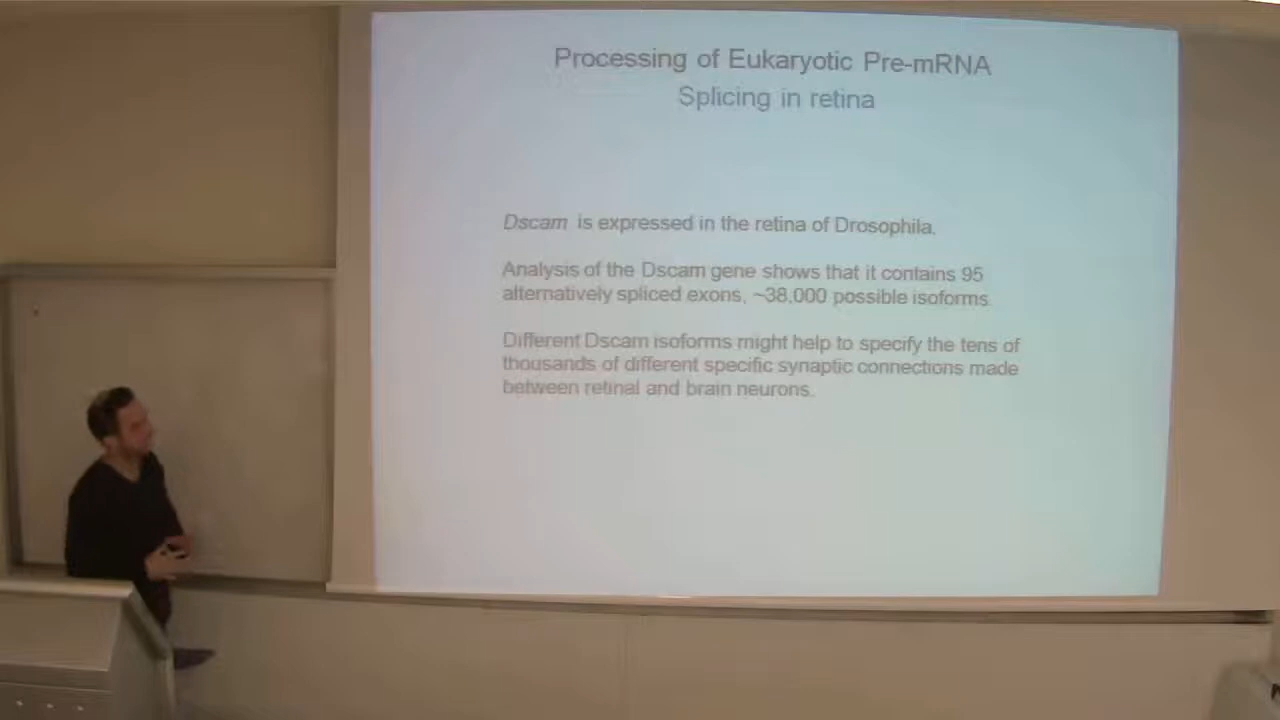 Processing of Eukaryotic Pre-mRNA
Splicing in retina
Dscam is expressed in the retina of Drosophila.
Analysis of the Dscam gene shows that it contains 95
alternatively spliced exons, ~38,000 possible isoforms
Different Dscam isoforms might help to specify the tens of
thousands of different specific synaptic connections made
between retinal and brain neurons.